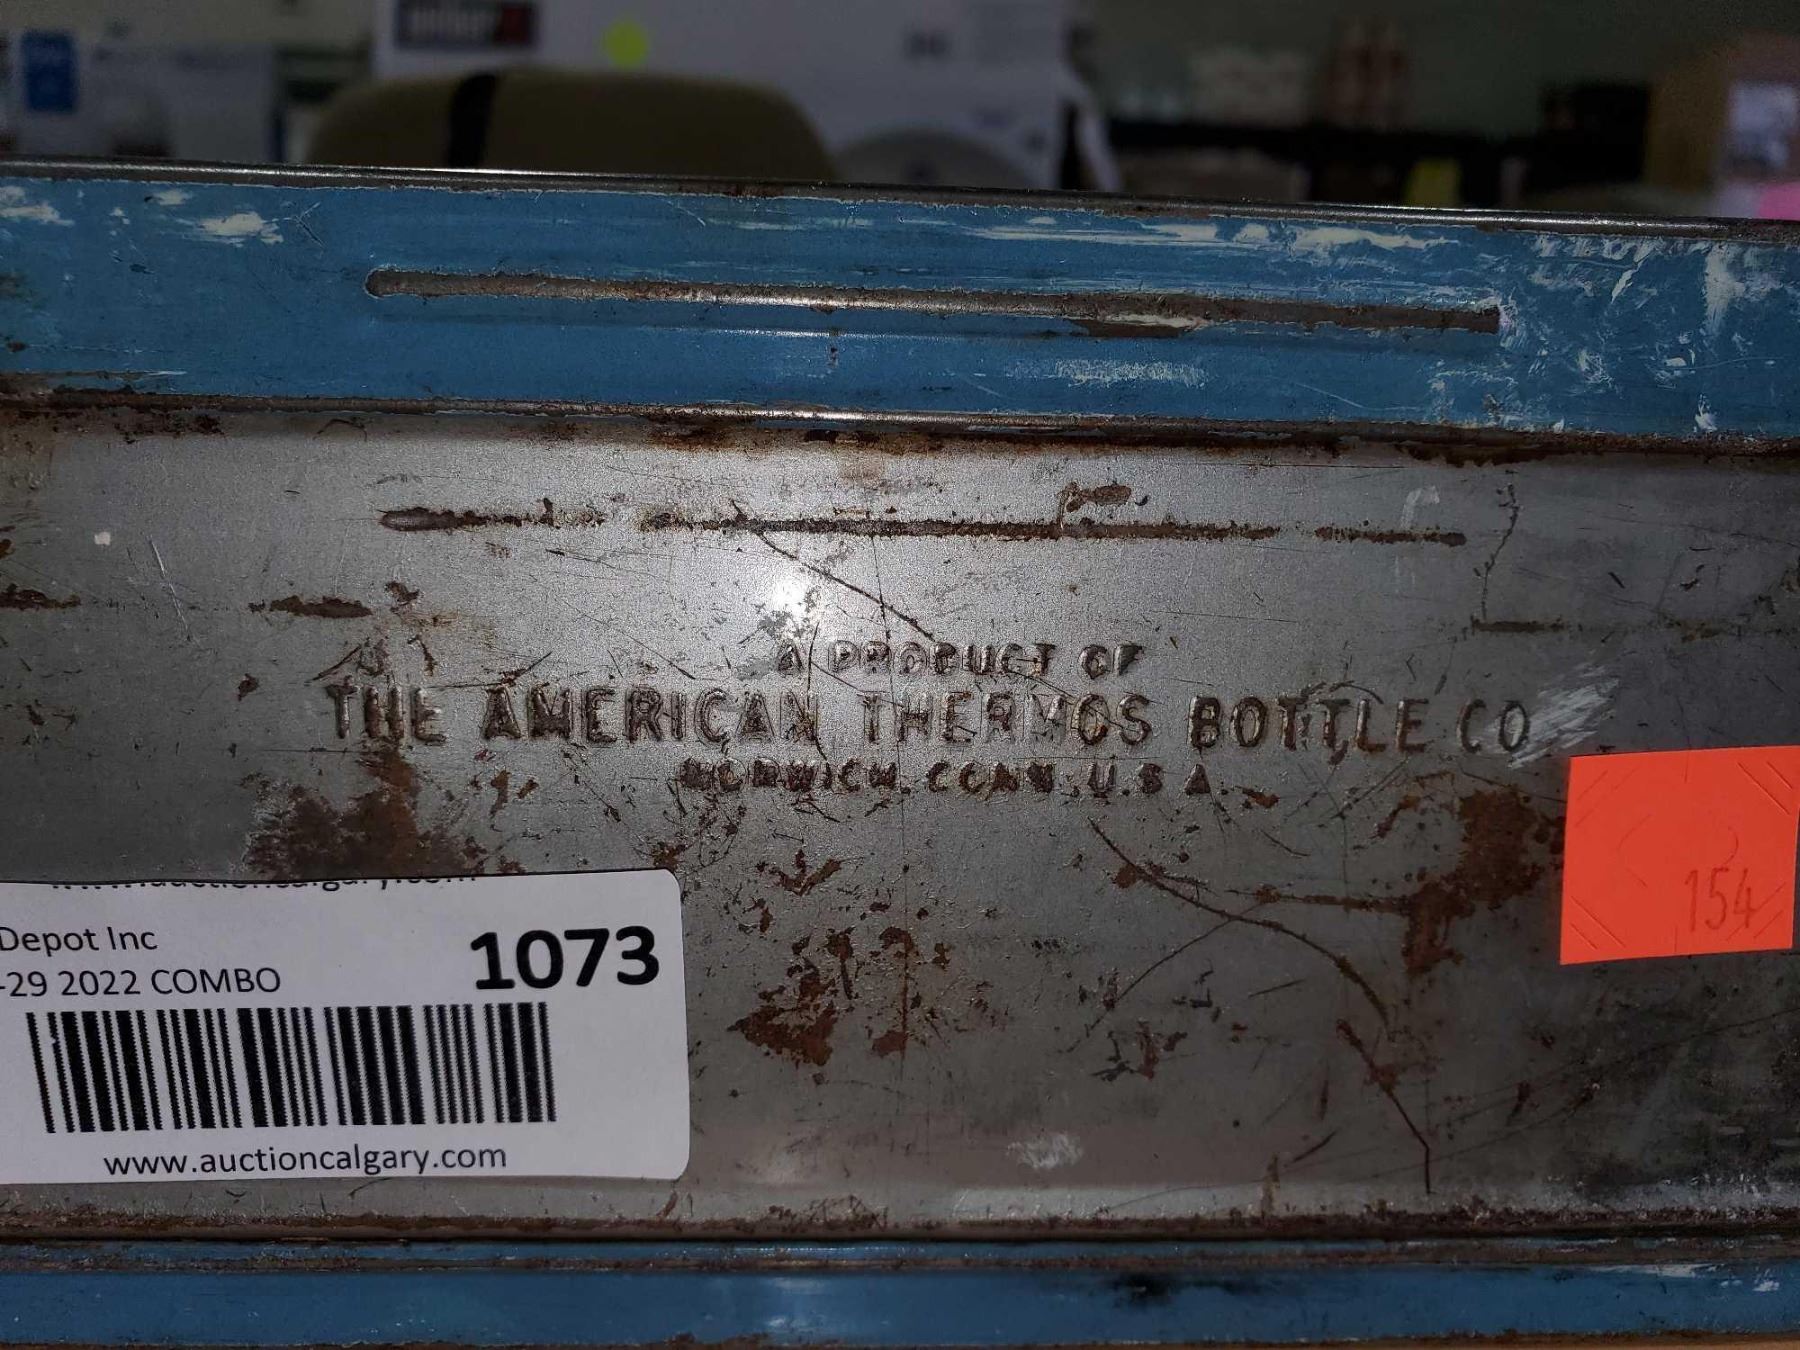 A PRODUCT OF
THE AMERICAN THERMOS BOTTLE CO
NORWICH, CONN. U.S.A.
154
Depot Inc
1073
-29 2022 COMBO
www.auctioncalgary.com